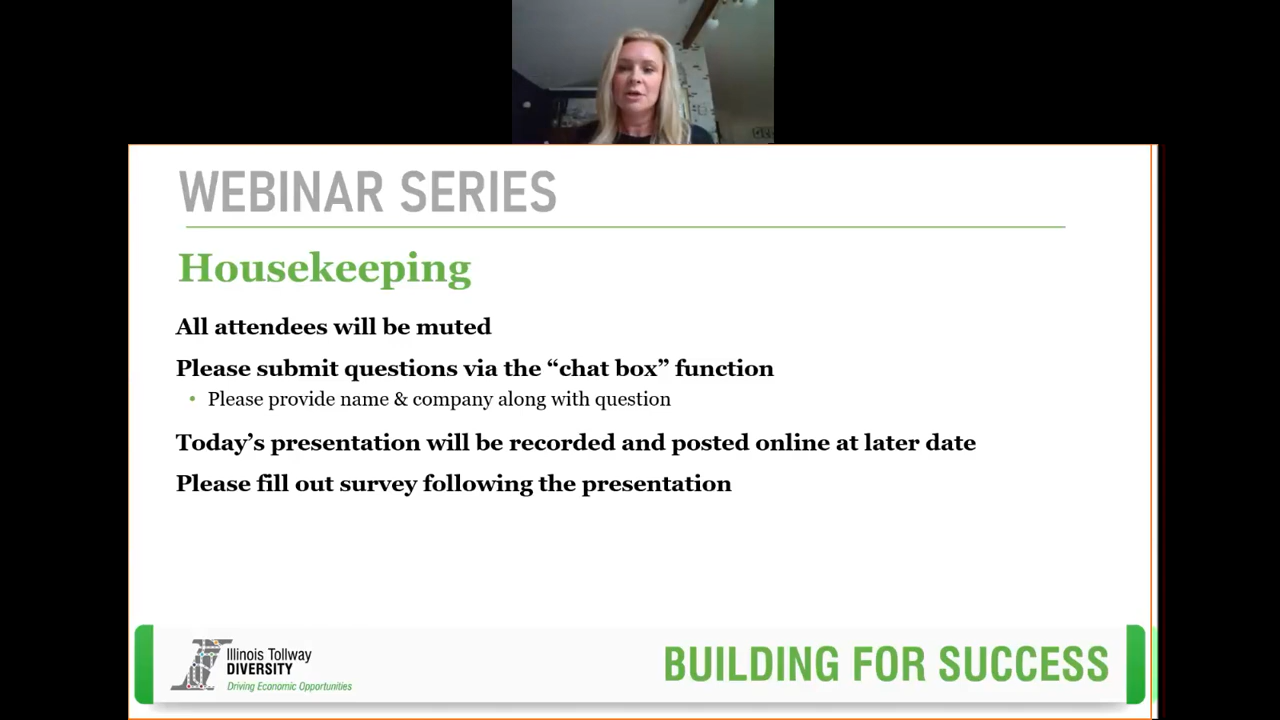 WEBINAR SERIES
Housekeeping
All attendees will be muted
Please submit questions via the “chat box” function
• Please provide name & company along with question
Today’s presentation will be recorded and posted online at later date
Please fill out survey following the presentation
Illinois Tollway
DIVERSITY
Driving Economic Opportunities
BUILDING FOR SUCCESS